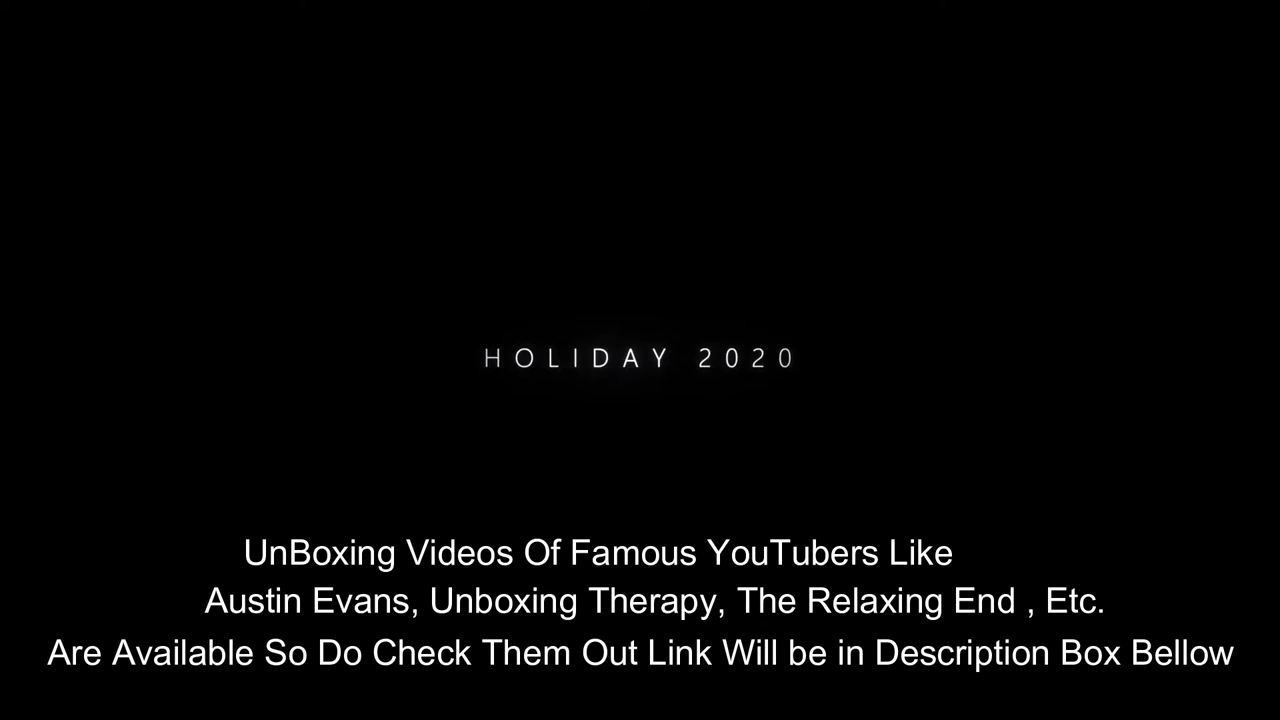 HOLIDAY 2020
UnBoxing Videos Of Famous YouTubers Like
Austin Evans, Unboxing Therapy, The Relaxing End , Etc.
Are Available So Do Check Them Out Link Will be in Description Box Bellow